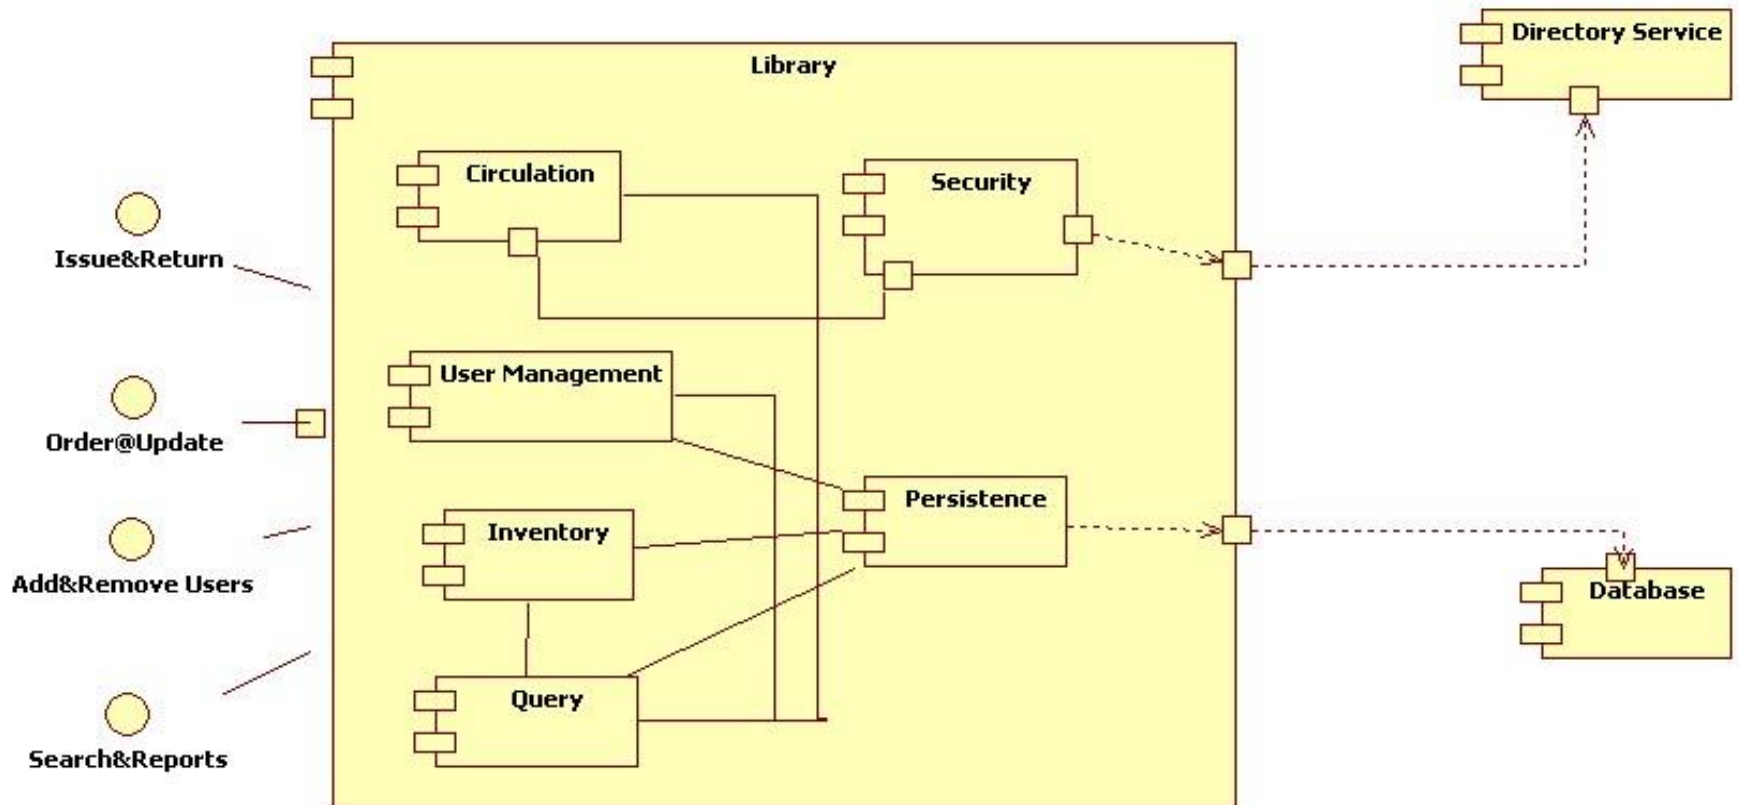 Directory Service
Library
Circulation
Security
Issue&Return
User Management
Order@Update
Persistence
Inventory
Add&Remove Users
Database
Query
Search&Reports